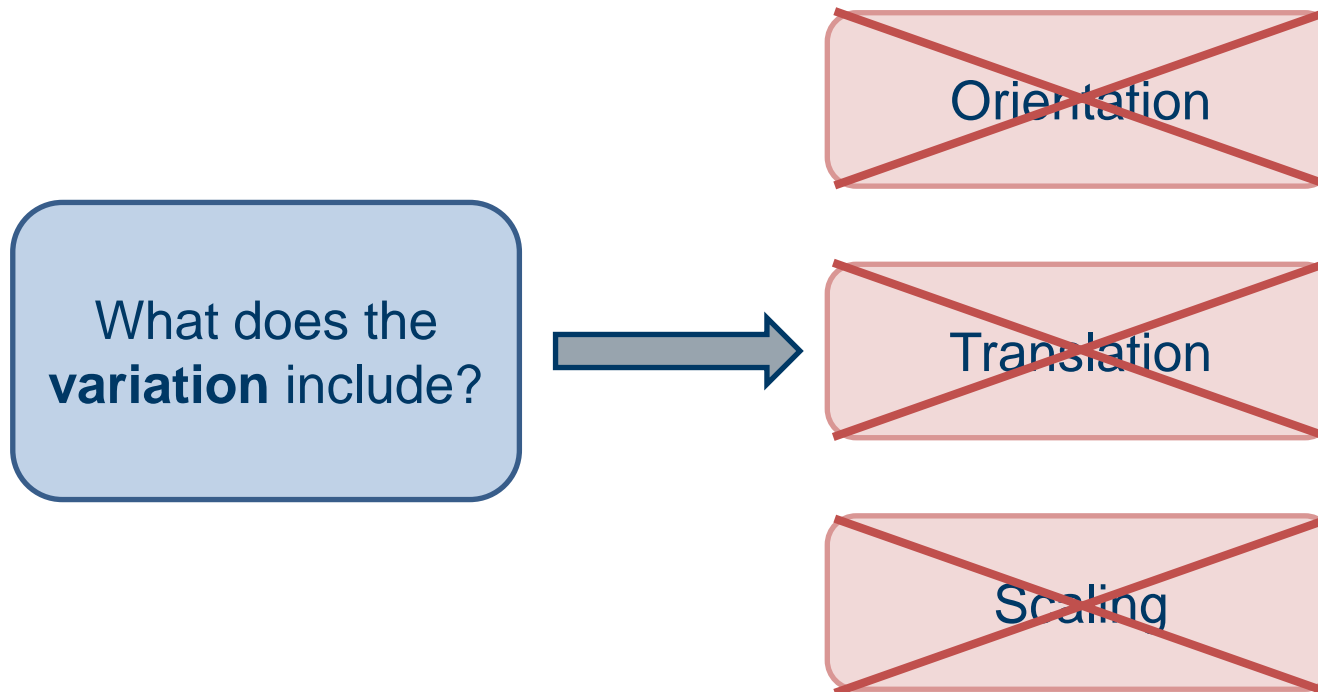 Orientation
What does the
variation include?
Translation
Scaling